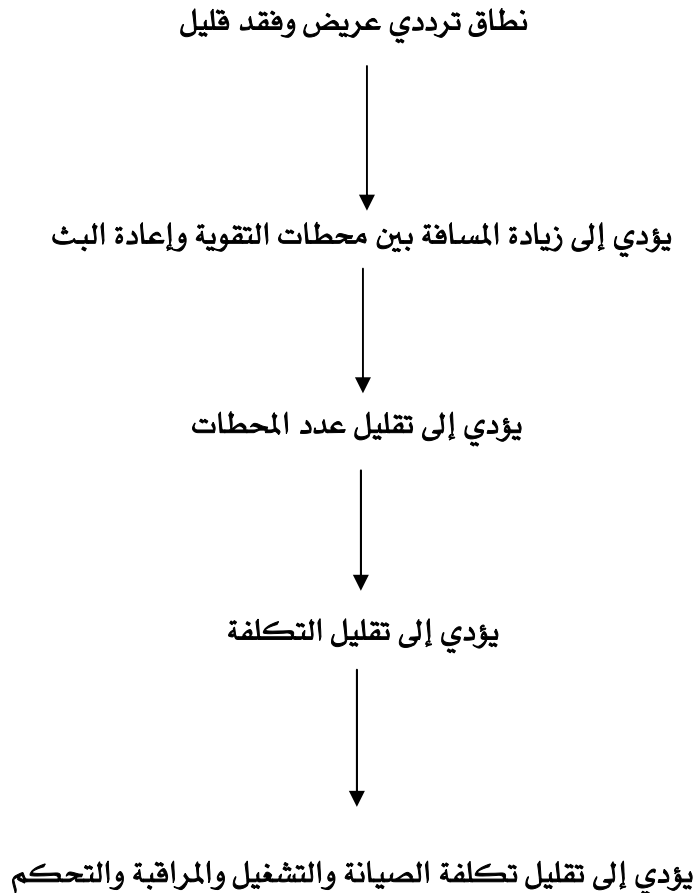 نطاق ترددي عريض وفقد قليل
يؤدي إلى زيادة المسافة بين محطات التقوية وإعادة البث
يؤدي إلى تقليل عدد المحطات
يؤدي إلى تقليل التكلفة
يؤدي إلى تقليل تكلفة الصيانة والتشغيل والمراقبة والتحكم